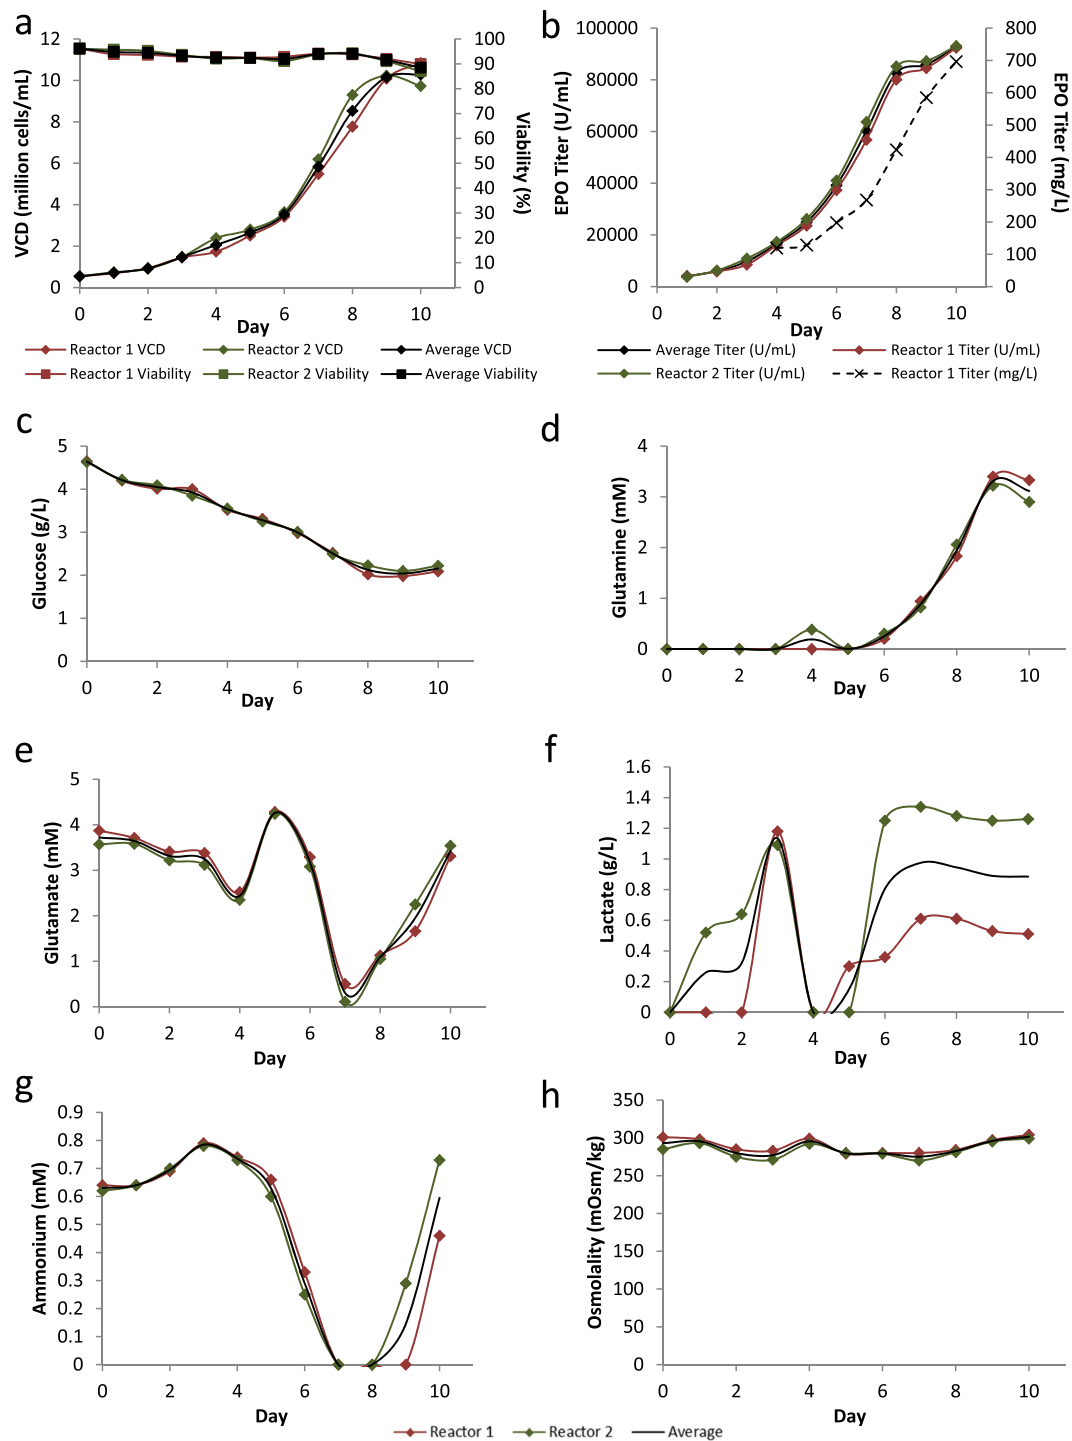 a
12
10
8
6
4
2
0
VCD (million cells/mL)
100
90
80
70
60
50
40
30
20
10
0
Viability (%)
0 2 4 6 8 10
Day
Reactor 1 VCD Reactor 2 VCD Average VCD
Reactor 1 Viability Reactor 2 Viability Average Viability
b
100000
80000
60000
40000
20000
0
EPO Titer (U/mL)
800
700
600
500
400
300
200
100
0
EPO Titer (mg/L)
0 2 4 6 8 10
Day
Average Titer (U/mL) Reactor 1 Titer (U/mL)
Reactor 2 Titer (U/mL) Reactor 1 Titer (mg/L)
c
5
4
3
2
1
0
Glucose (g/L)
0 2 4 6 8 10
Day
d
4
3
2
1
0
Glutamine (mM)
0 2 4 6 8 10
Day
e
5
4
3
2
1
0
Glutamate (mM)
0 2 4 6 8 10
Day
f
1.6
1.4
1.2
1
0.8
0.6
0.4
0.2
0
Lactate (g/L)
0 2 4 6 8 10
Day
g
0.9
0.8
0.7
0.6
0.5
0.4
0.3
0.2
0.1
0
Ammonium (mM)
0 2 4 6 8 10
Day
h
350
300
250
200
150
100
50
0
Osmolality (mOsm/kg)
0 2 4 6 8 10
Day
Reactor 1 Reactor 2 Average